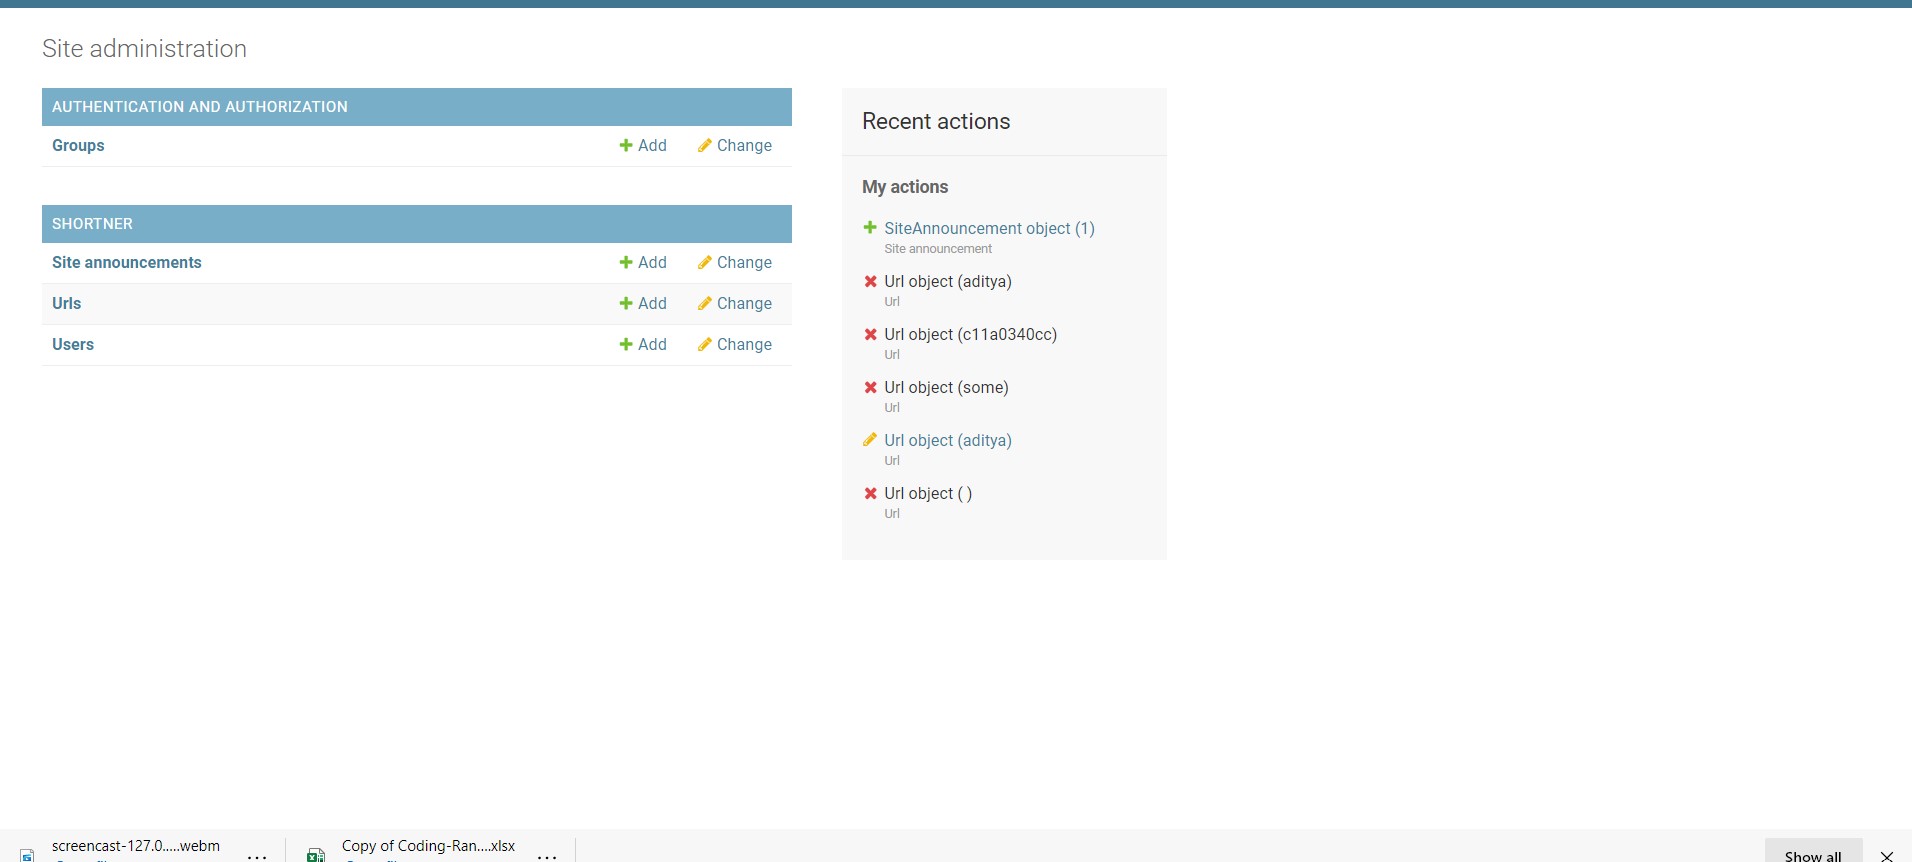 Site administration
AUTHENTICATION AND AUTHORIZATION
Groups Add Change
SHORTNER
Site announcements Add Change
Urls Add Change
Users Add Change
Recent actions
My actions
SiteAnnouncement object (1)
Site announcement
Url object (aditya)
Url
Url object (c11a0340cc)
Url
Url object (some)
Url
Url object (aditya)
Url
Url object ( )
Url
screencast-127.0.....webm ...
Copy of Coding-Ran....xlsx ...
Show all